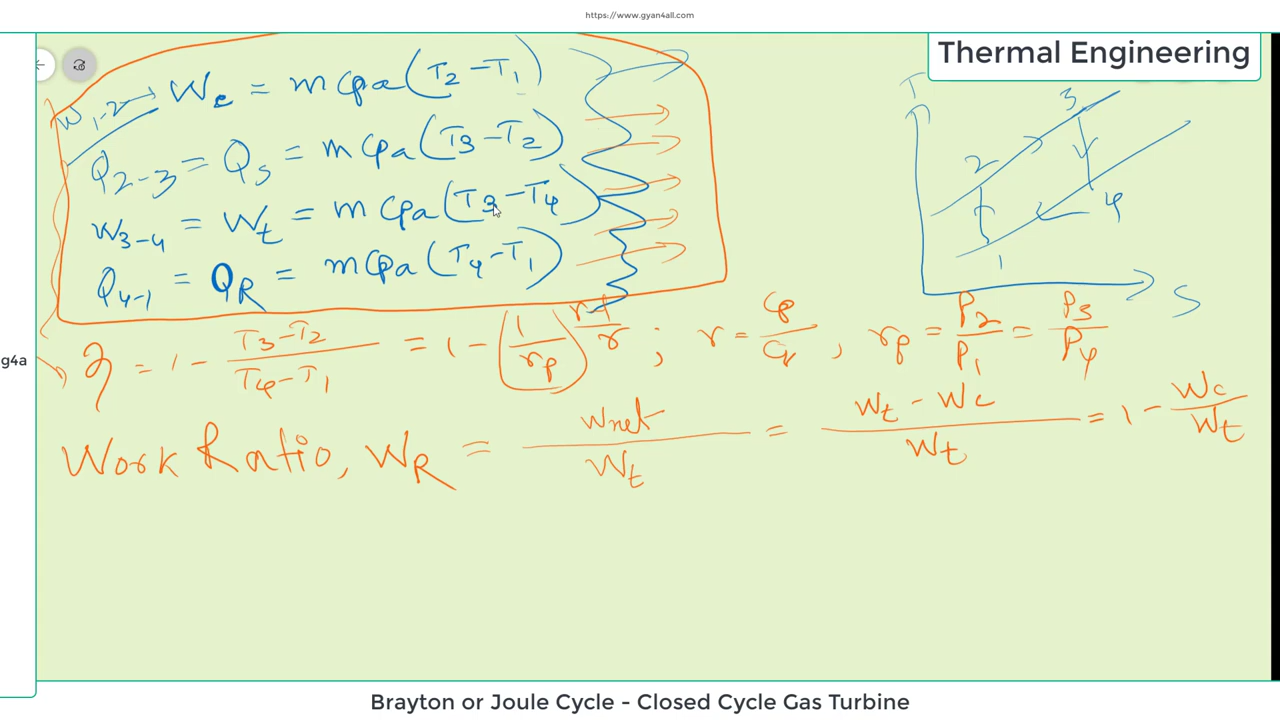 https://www.gyan4all.com
Thermal Engineering
W1-2 → Wc = m Cpa (T2 - T1)
Q2-3 = Qs = m Cpa (T3 - T2)
W3-4 = Wt = m Cpa (T3 - T4)
Q4-1 = QR = m Cpa (T4 - T1)
T 3 2 4 1 S
g4a
η = 1 - (T3 - T2)/(T4 - T1) = 1 - (1/rp)^((r-1)/r) ; r = Cp/Cv , rp = P2/P1 = P3/P4
Work Ratio, WR = Wnet/Wt = (Wt - Wc)/Wt = 1 - Wc/Wt
Brayton or Joule Cycle - Closed Cycle Gas Turbine